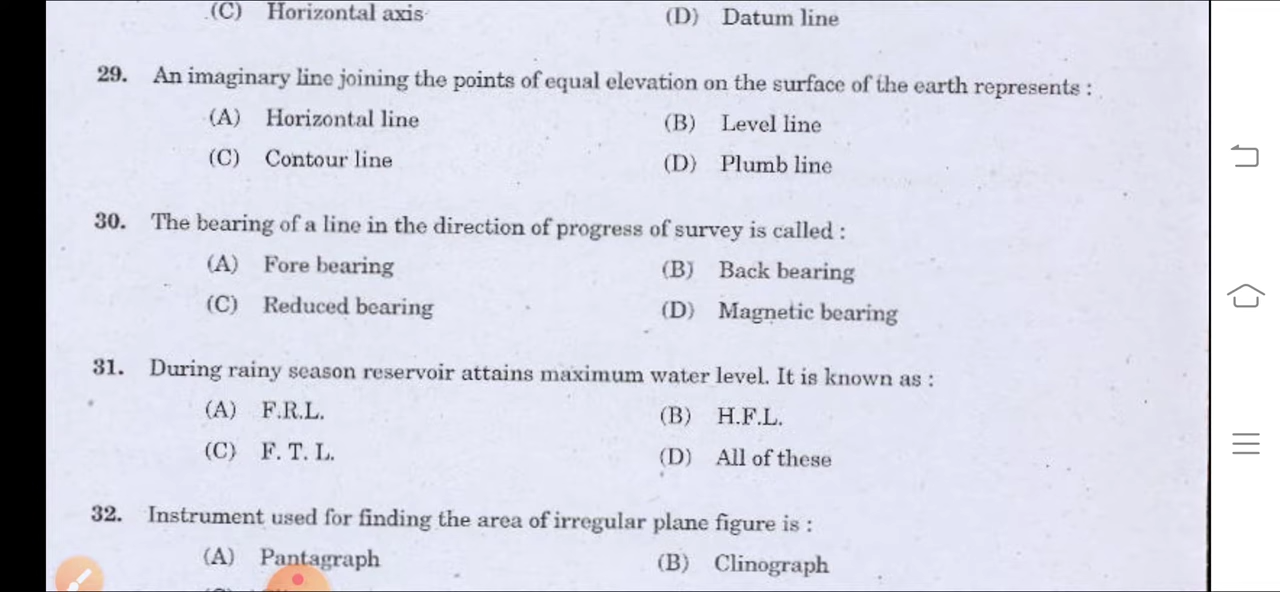 (C) Horizontal axis (D) Datum line
29. An imaginary line joining the points of equal elevation on the surface of the earth represents :
(A) Horizontal line (B) Level line
(C) Contour line (D) Plumb line
30. The bearing of a line in the direction of progress of survey is called :
(A) Fore bearing (B) Back bearing
(C) Reduced bearing (D) Magnetic bearing
31. During rainy season reservoir attains maximum water level. It is known as :
(A) F.R.L. (B) H.F.L.
(C) F. T. L. (D) All of these
32. Instrument used for finding the area of irregular plane figure is :
(A) Pantagraph (B) Clinograph